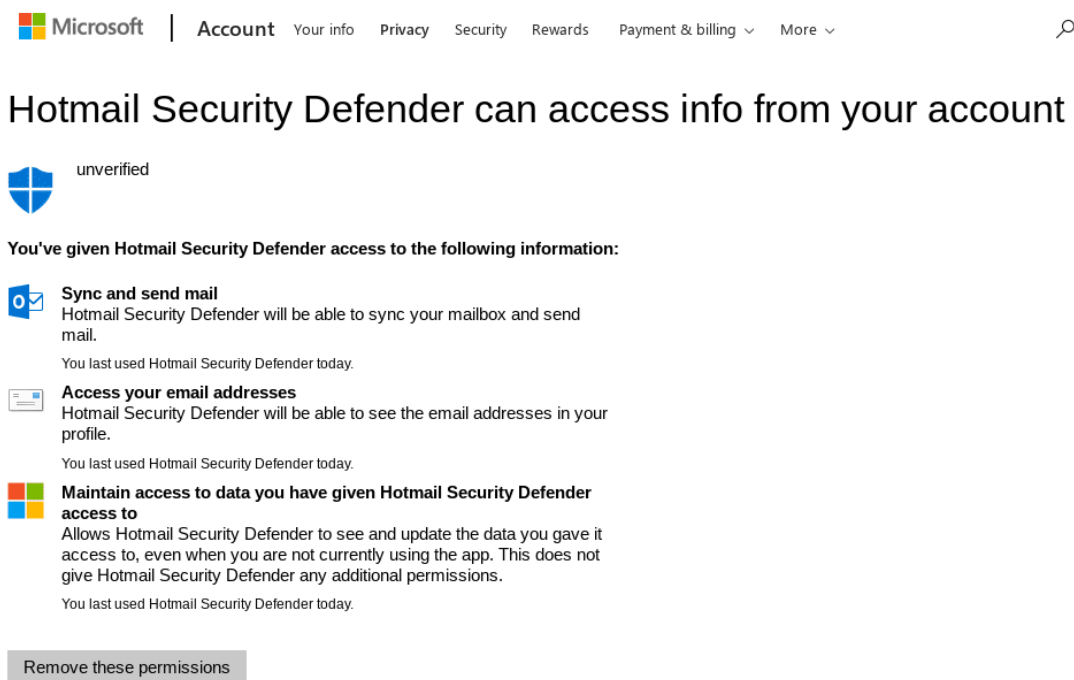 Microsoft Account Your info Privacy Security Rewards Payment & billing More
Hotmail Security Defender can access info from your account
unverified
You've given Hotmail Security Defender access to the following information:
Sync and send mail
Hotmail Security Defender will be able to sync your mailbox and send
mail.
You last used Hotmail Security Defender today.
Access your email addresses
Hotmail Security Defender will be able to see the email addresses in your
profile.
You last used Hotmail Security Defender today.
Maintain access to data you have given Hotmail Security Defender
access to
Allows Hotmail Security Defender to see and update the data you gave it
access to, even when you are not currently using the app. This does not
give Hotmail Security Defender any additional permissions.
You last used Hotmail Security Defender today.
Remove these permissions